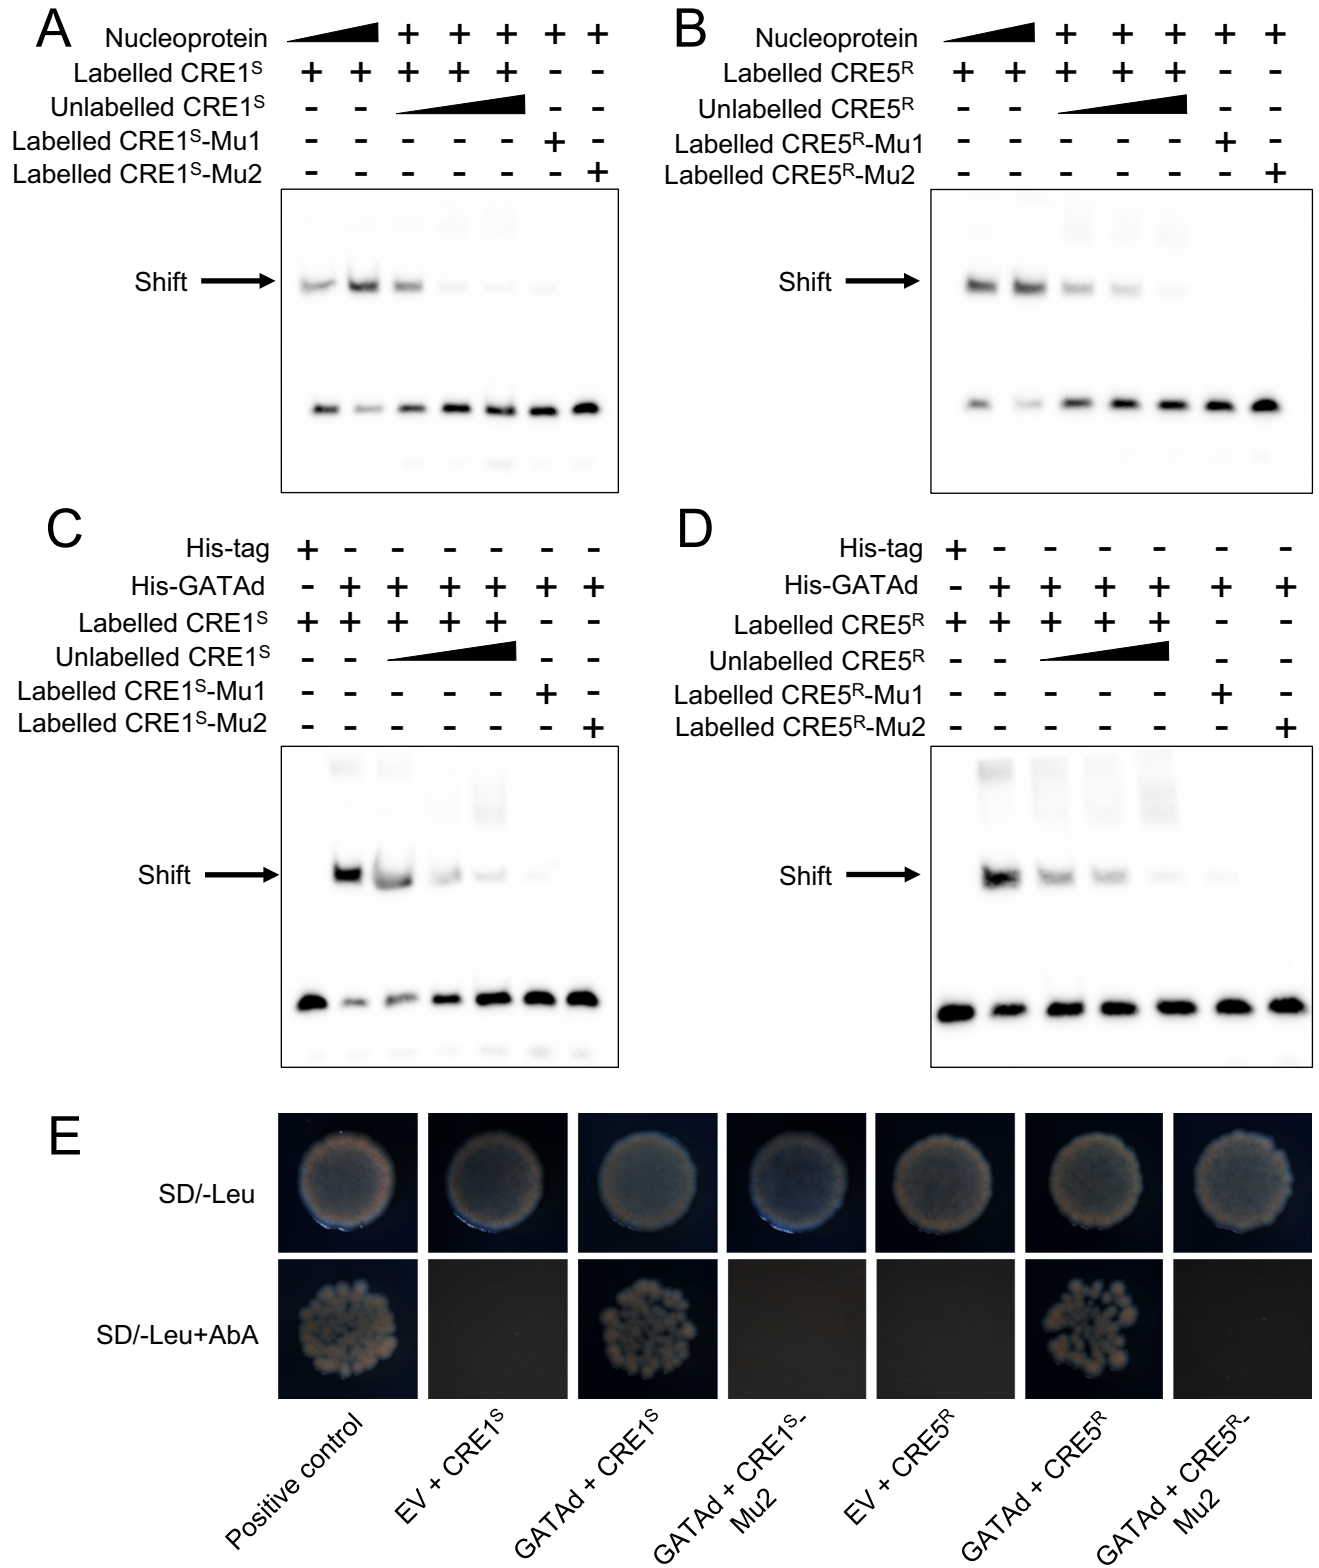 A
Nucleoprotein + + + + +
Labelled CRE1S + + + + + - -
Unlabelled CRE1S - - - -
Labelled CRE1S-Mu1 - - - - - + -
Labelled CRE1S-Mu2 - - - - - - +
Shift
B
Nucleoprotein + + + + +
Labelled CRE5R + + + + + - -
Unlabelled CRE5R - - - -
Labelled CRE5R-Mu1 - - - - - + -
Labelled CRE5R-Mu2 - - - - - - +
Shift
C
His-tag + - - - - - -
His-GATAd - + + + + + +
Labelled CRE1S + + + + + - -
Unlabelled CRE1S - - - -
Labelled CRE1S-Mu1 - - - - - + -
Labelled CRE1S-Mu2 - - - - - - +
Shift
D
His-tag + - - - - - -
His-GATAd - + + + + + +
Labelled CRE5R + + + + + - -
Unlabelled CRE5R - - - -
Labelled CRE5R-Mu1 - - - - - + -
Labelled CRE5R-Mu2 - - - - - - +
Shift
E
SD/-Leu
SD/-Leu+AbA
Positive control
EV + CRE1S
GATAd + CRE1S
GATAd + CRE1S-
Mu2
EV + CRE5R
GATAd + CRE5R
GATAd + CRE5R-
Mu2